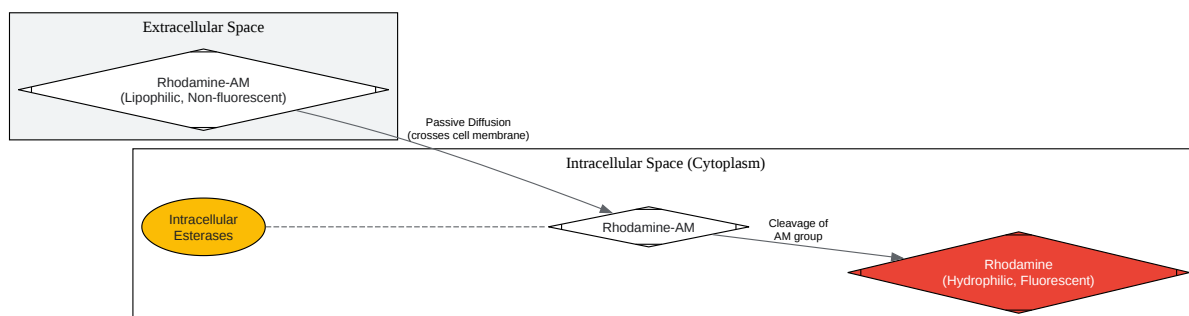 Extracellular Space
Rhodamine-AM
(Lipophilic, Non-fluorescent)
Passive Diffusion
(crosses cell membrane)
Intracellular Space (Cytoplasm)
Intracellular
Esterases
Rhodamine-AM
Cleavage of
AM group
Rhodamine
(Hydrophilic, Fluorescent)